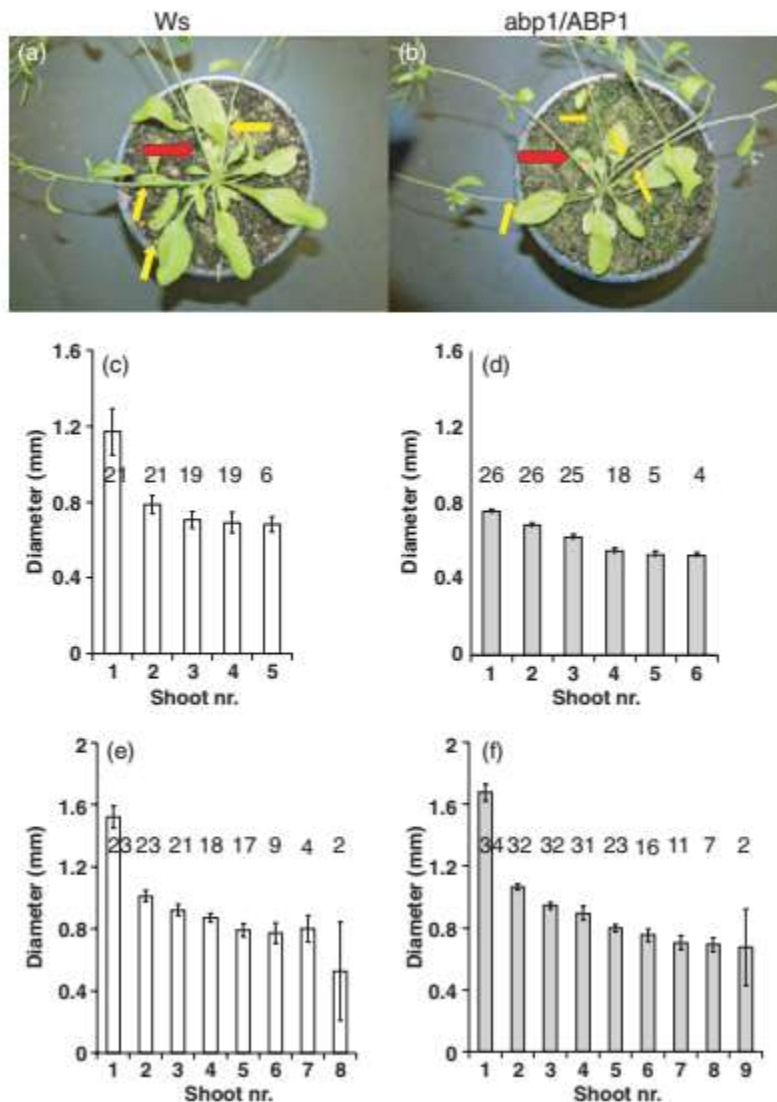 Ws abp1/ABP1
(a) (b)
(c)
Diameter (mm)
1.6
1.2
0.8
0.4
0
21 21 19 19 6
1 2 3 4 5
Shoot nr.
(d)
Diameter (mm)
1.6
1.2
0.8
0.4
0
26 26 25 18 5 4
1 2 3 4 5 6
Shoot nr.
(e)
Diameter (mm)
2
1.6
1.2
0.8
0.4
0
23 23 21 18 17 9 4 2
1 2 3 4 5 6 7 8
Shoot nr.
(f)
Diameter (mm)
2
1.6
1.2
0.8
0.4
0
34 32 32 31 23 16 11 7 2
1 2 3 4 5 6 7 8 9
Shoot nr.